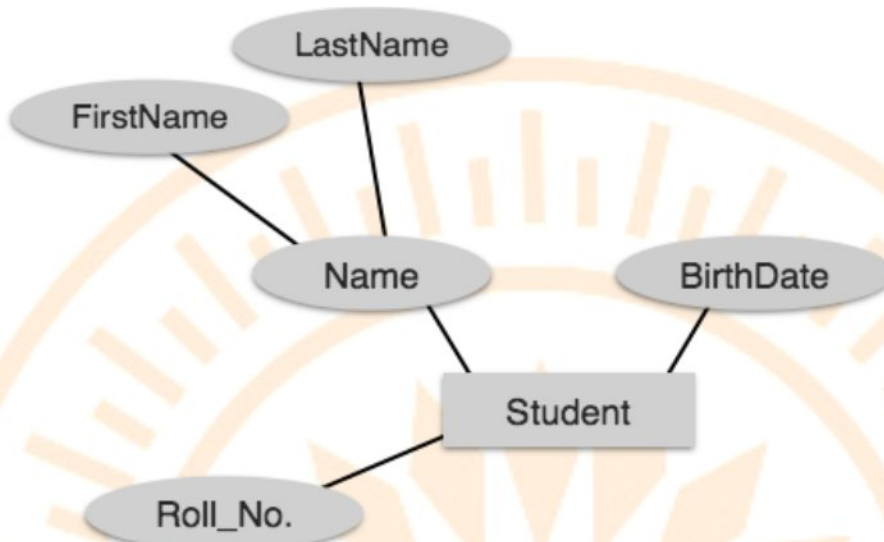 LastName
FirstName
Name
BirthDate
Student
Roll_No.